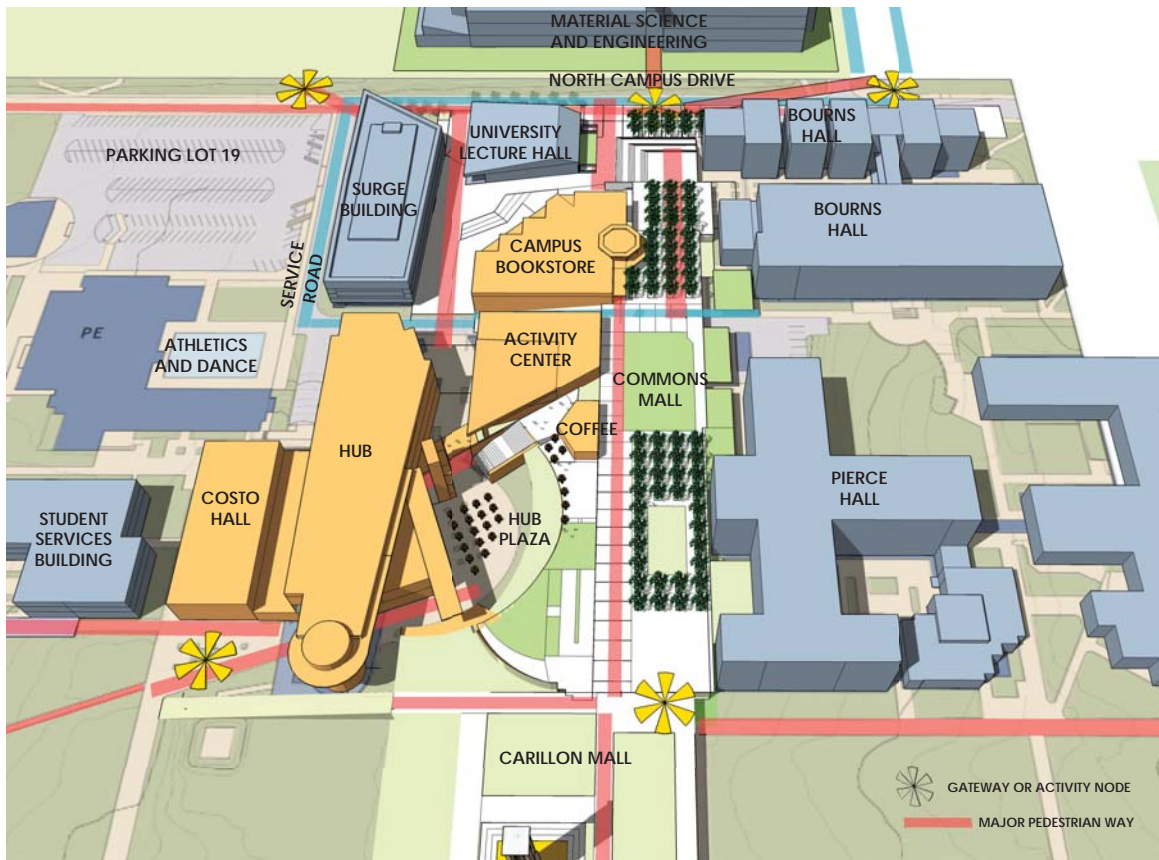 MATERIAL SCIENCE
AND ENGINEERING
NORTH CAMPUS DRIVE
BOURNS
HALL
UNIVERSITY
LECTURE HALL
PARKING LOT 19
SURGE
BUILDING
BOURNS
HALL
CAMPUS
BOOKSTORE
SERVICE
ROAD
PE
ATHLETICS
AND DANCE
ACTIVITY
CENTER
COMMONS
MALL
COFFEE
HUB
PIERCE
HALL
COSTO
HALL
STUDENT
SERVICES
BUILDING
HUB
PLAZA
CARILLON MALL
GATEWAY OR ACTIVITY NODE
MAJOR PEDESTRIAN WAY